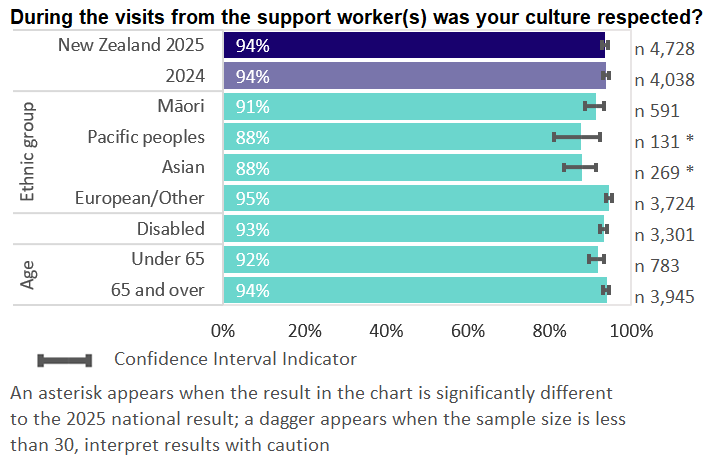 During the visits from the support worker(s) was your culture respected?
New Zealand 2025 94% n 4,728
2024 94% n 4,038
Ethnic group
Māori 91% n 591
Pacific peoples 88% n 131 *
Asian 88% n 269 *
European/Other 95% n 3,724
Disabled 93% n 3,301
Age
Under 65 92% n 783
65 and over 94% n 3,945
0% 20% 40% 60% 80% 100%
Confidence Interval Indicator
An asterisk appears when the result in the chart is significantly different
to the 2025 national result; a dagger appears when the sample size is less
than 30, interpret results with caution